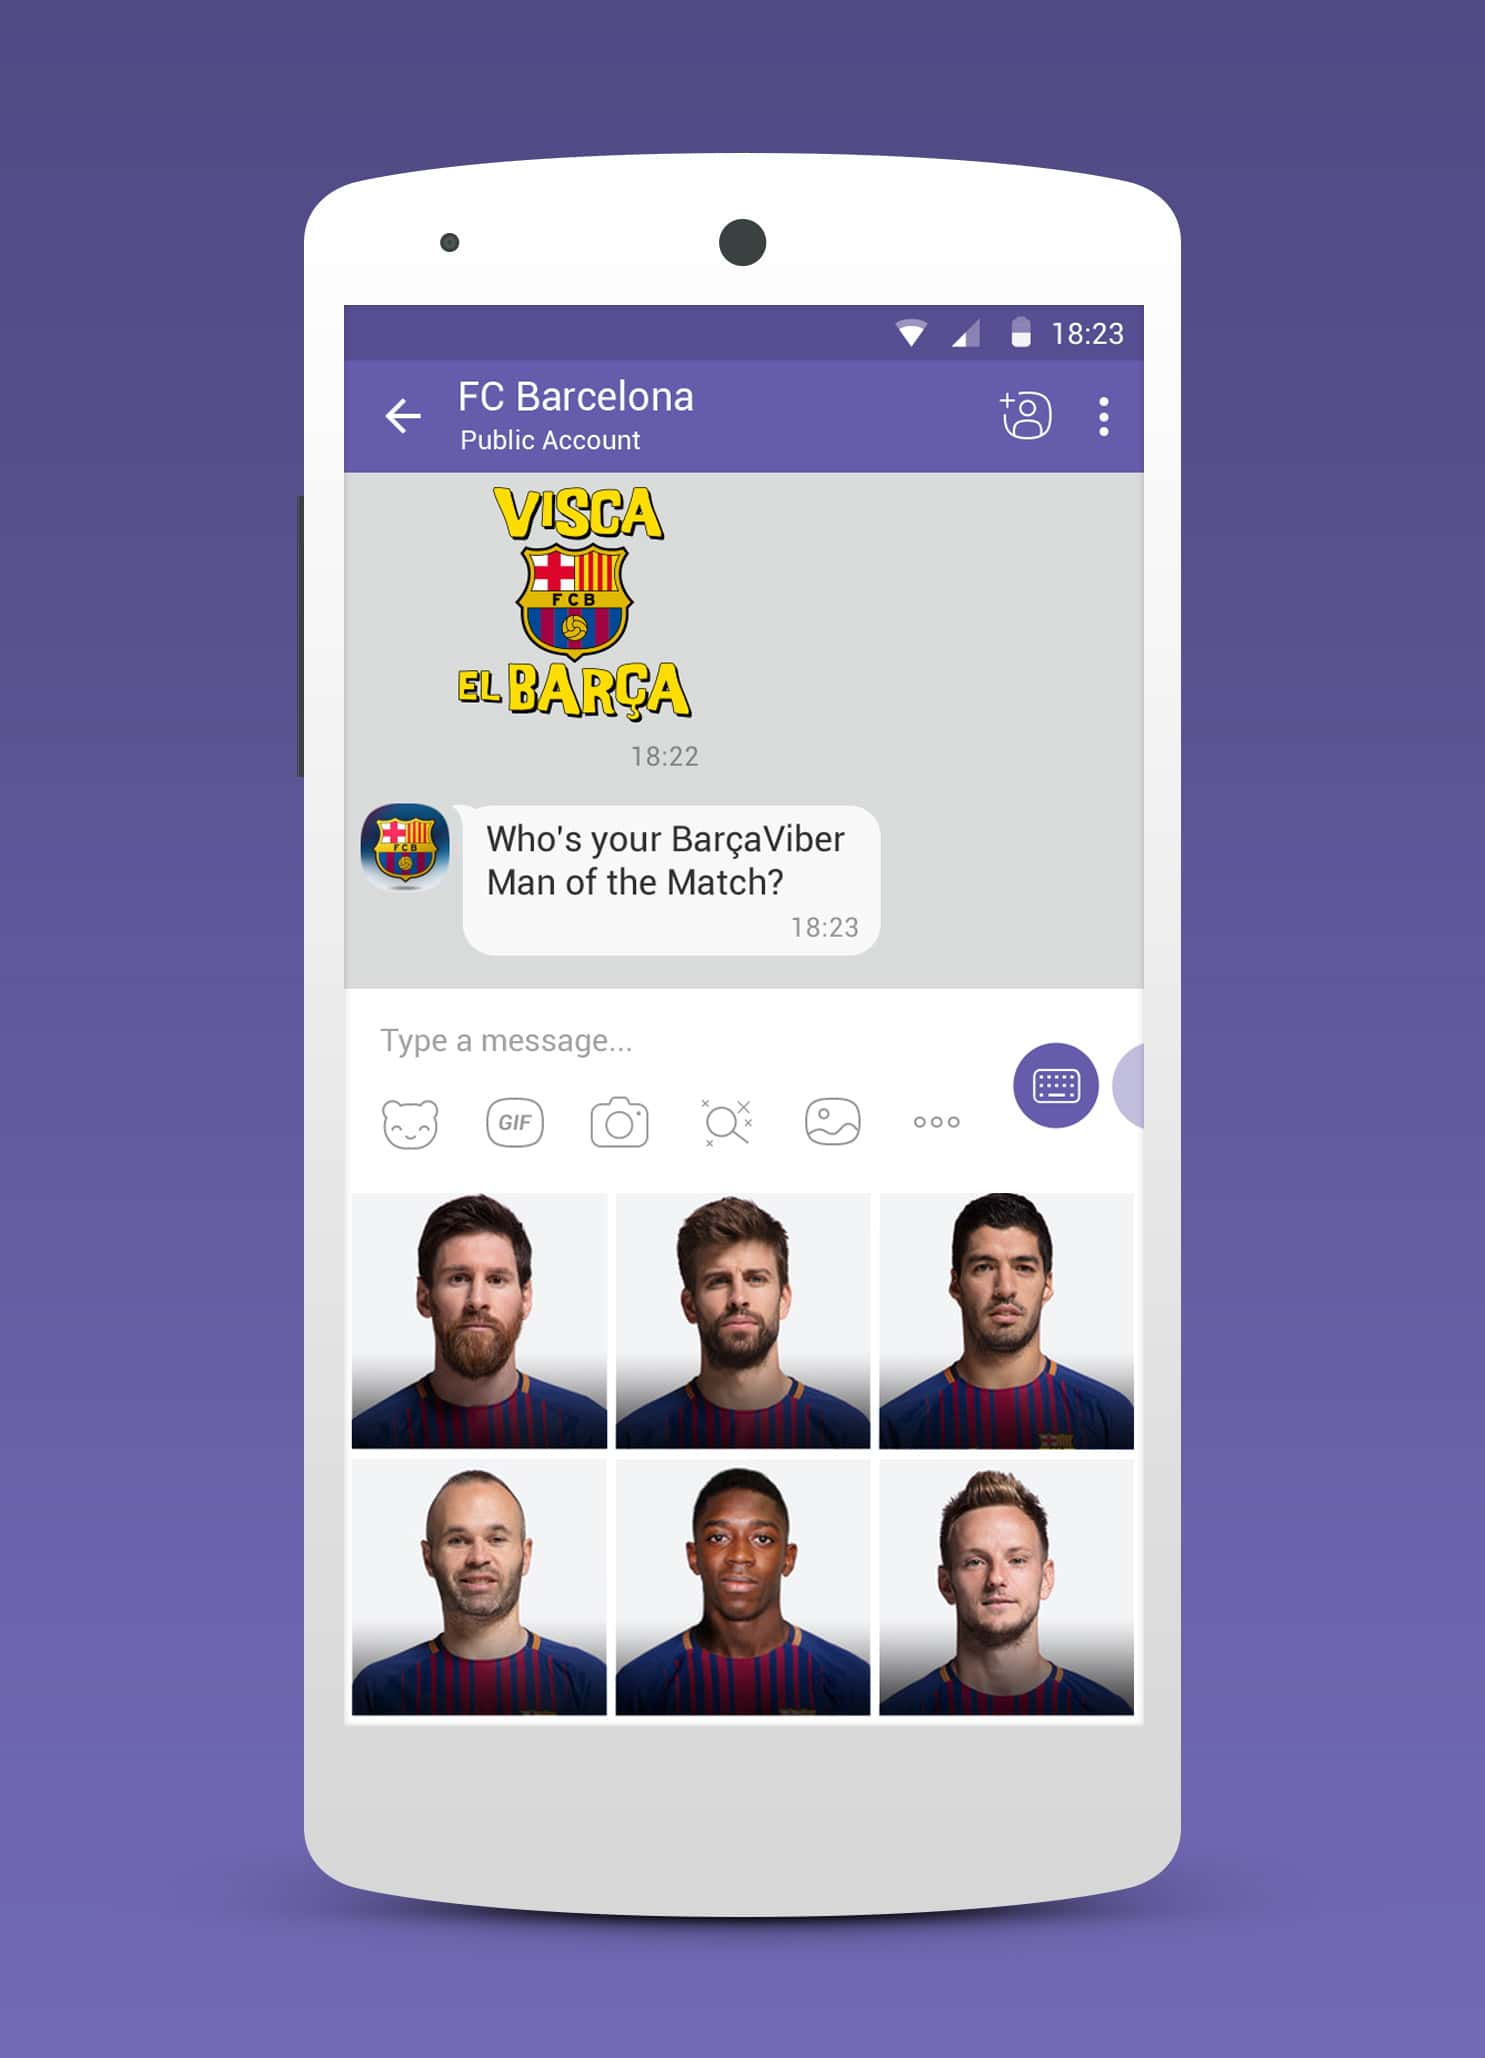 18:23
FC Barcelona
Public Account
VISCA
FCB
EL BARÇA
18:22
FCB
Who's your BarçaViber
Man of the Match?
18:23
Type a message...
GIF